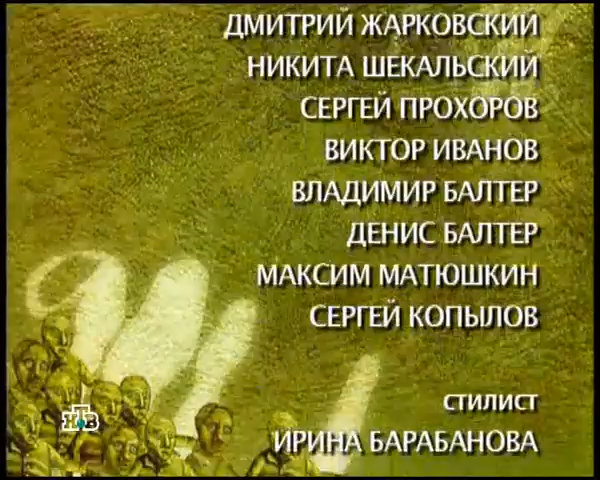 ДМИТРИЙ ЖАРКОВСКИЙ
НИКИТА ШЕКАЛЬСКИЙ
СЕРГЕЙ ПРОХОРОВ
ВИКТОР ИВАНОВ
ВЛАДИМИР БАЛТЕР
ДЕНИС БАЛТЕР
МАКСИМ МАТЮШКИН
СЕРГЕЙ КОПЫЛОВ
СТИЛИСТ
ИРИНА БАРАБАНОВА
НТВ